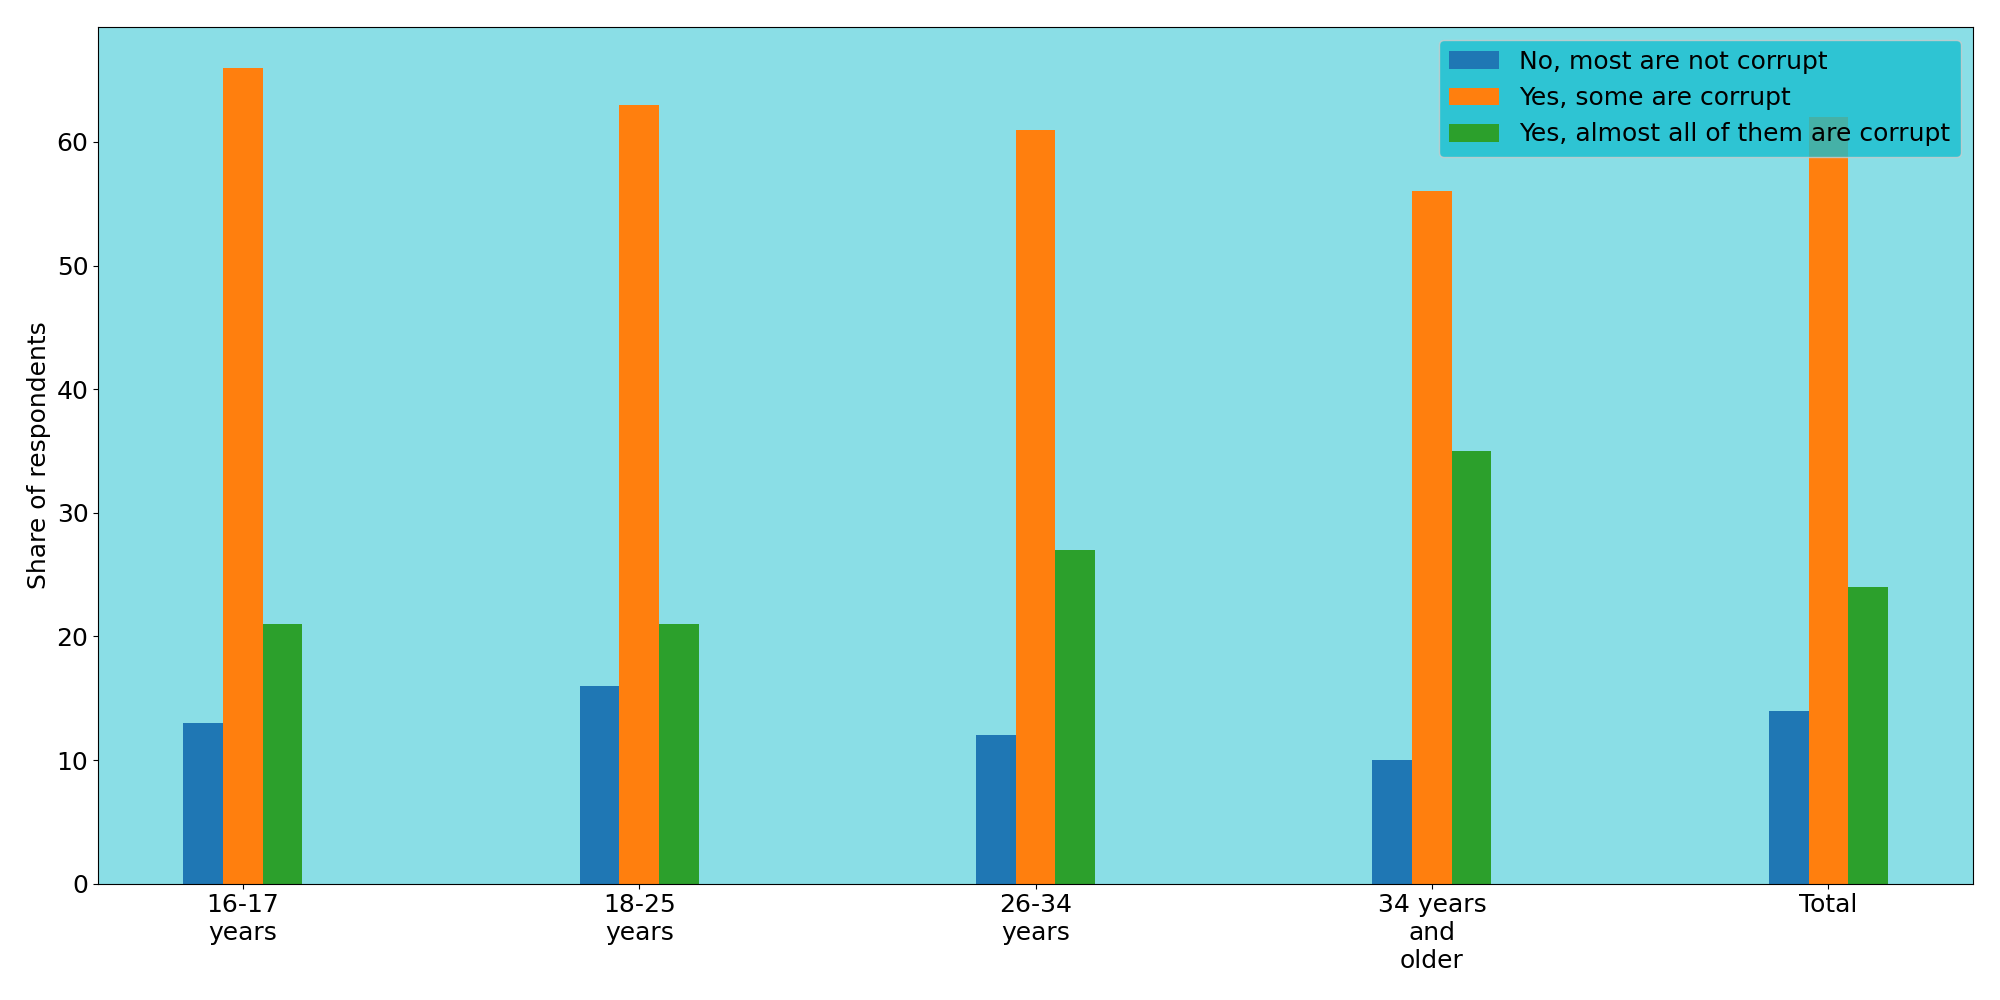 No, most are not corrupt
Yes, some are corrupt
Yes, almost all of them are corrupt
Share of respondents
60
50
40
30
20
10
0
16-17
years
18-25
years
26-34
years
34 years
and
older
Total